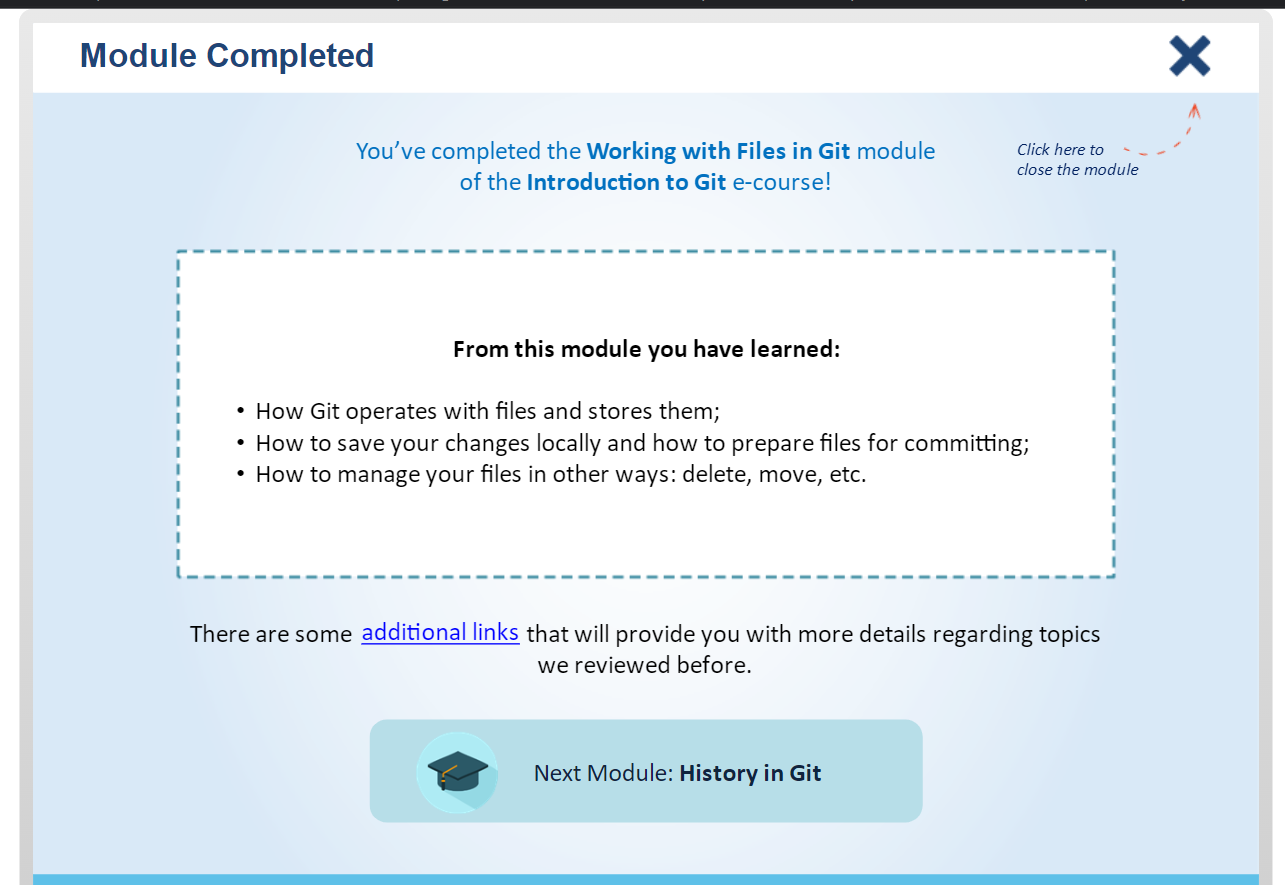 Module Completed
You’ve completed the Working with Files in Git module
of the Introduction to Git e-course!
Click here to
close the module
From this module you have learned:
• How Git operates with files and stores them;
• How to save your changes locally and how to prepare files for committing;
• How to manage your files in other ways: delete, move, etc.
There are some additional links that will provide you with more details regarding topics
we reviewed before.
Next Module: History in Git